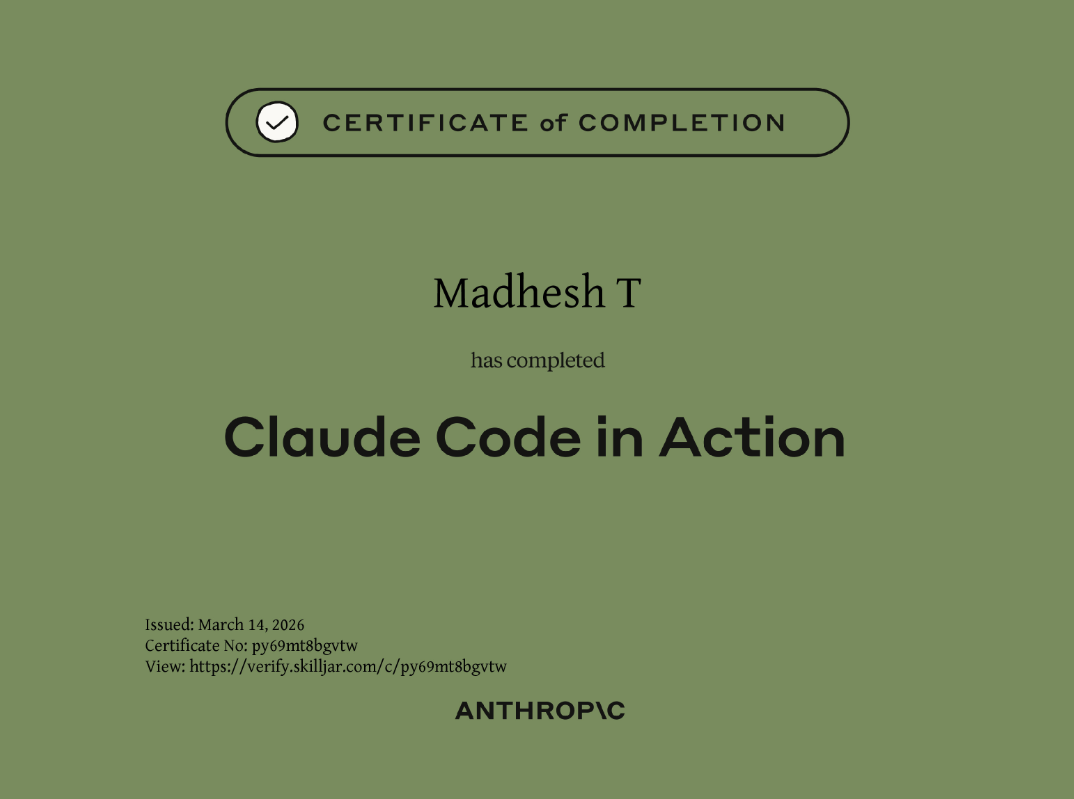 CERTIFICATE of COMPLETION
Madhesh T
has completed
Claude Code in Action
Issued: March 14, 2026
Certificate No: py69mt8bgvtw
View: https://verify.skilljar.com/c/py69mt8bgvtw
ANTHROP\C